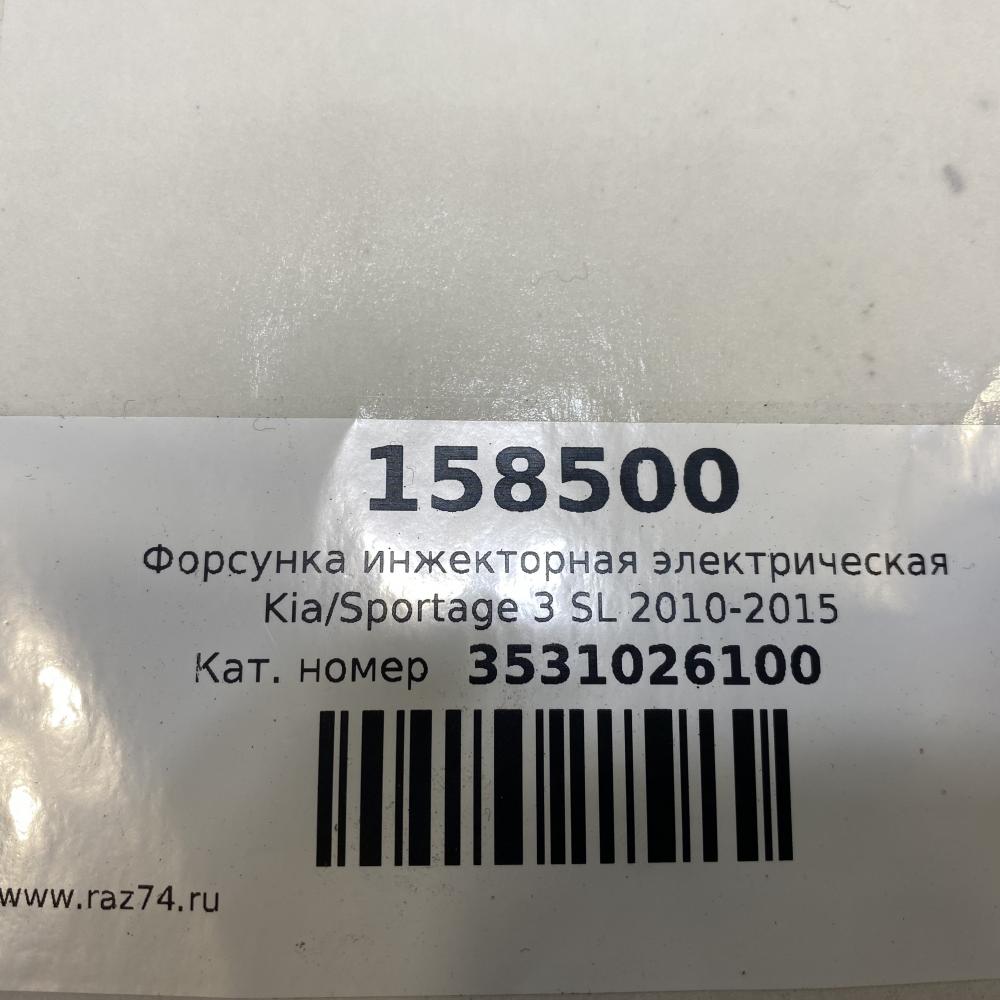 158500
Форсунка инжекторная электрическая
Kia/Sportage 3 SL 2010-2015
Кат. номер 3531026100
www.raz74.ru